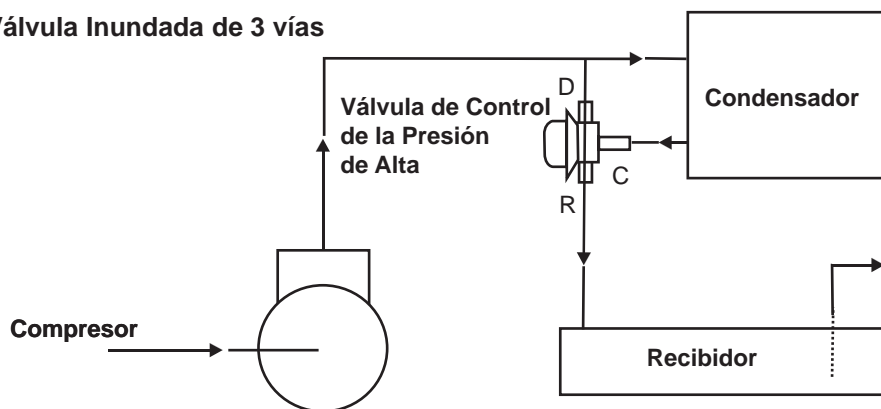 Válvula Inundada de 3 vías
D
Válvula de Control
de la Presión
de Alta
Condensador
C
R
Compresor
Recibidor